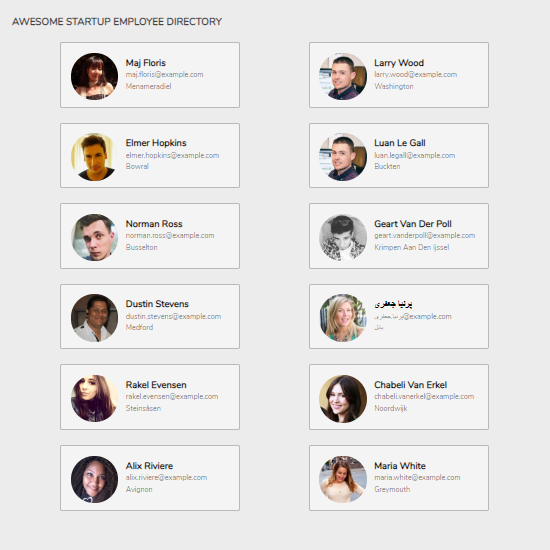 AWESOME STARTUP EMPLOYEE DIRECTORY
Maj Floris
maj.floris@example.com
Menameradiel
Larry Wood
larry.wood@example.com
Washington
Elmer Hopkins
elmer.hopkins@example.com
Bowral
Luan Le Gall
luan.legall@example.com
Buckten
Norman Ross
norman.ross@example.com
Busselton
Geart Van Der Poll
geart.vanderpoll@example.com
Krimpen Aan Den Ijssel
Dustin Stevens
dustin.stevens@example.com
Medford
پرنیا جعفری
پرنیا.جعفری@example.com
بابل
Rakel Evensen
rakel.evensen@example.com
Steinsåsen
Chabeli Van Erkel
chabeli.vanerkel@example.com
Noordwijk
Alix Riviere
alix.riviere@example.com
Avignon
Maria White
maria.white@example.com
Greymouth